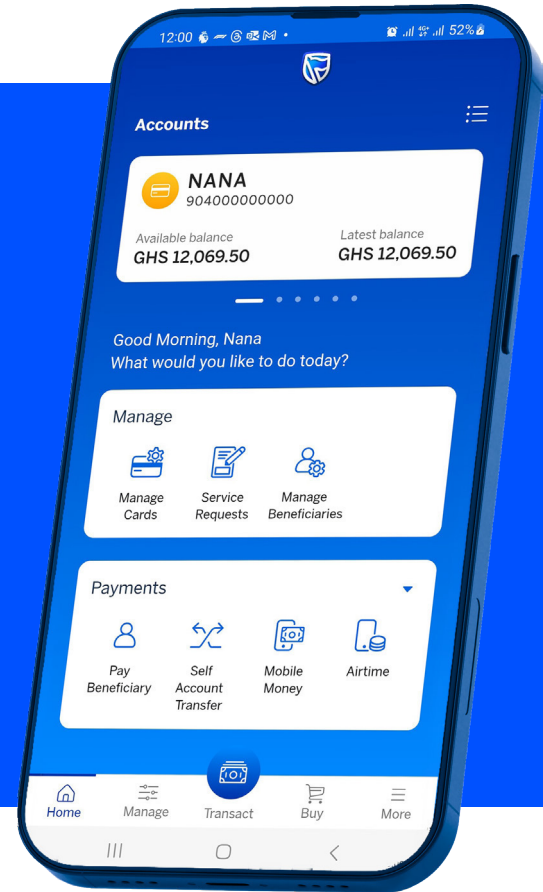 12:00
4G+
52%
Accounts
NANA
904000000000
Available balance
Latest balance
GHS 12,069.50
GHS 12,069.50
Good Morning, Nana
What would you like to do today?
Manage
Manage
Cards
Service
Requests
Manage
Beneficiaries
Payments
Pay
Beneficiary
Self
Account
Transfer
Mobile
Money
Airtime
Home
Manage
Transact
Buy
More